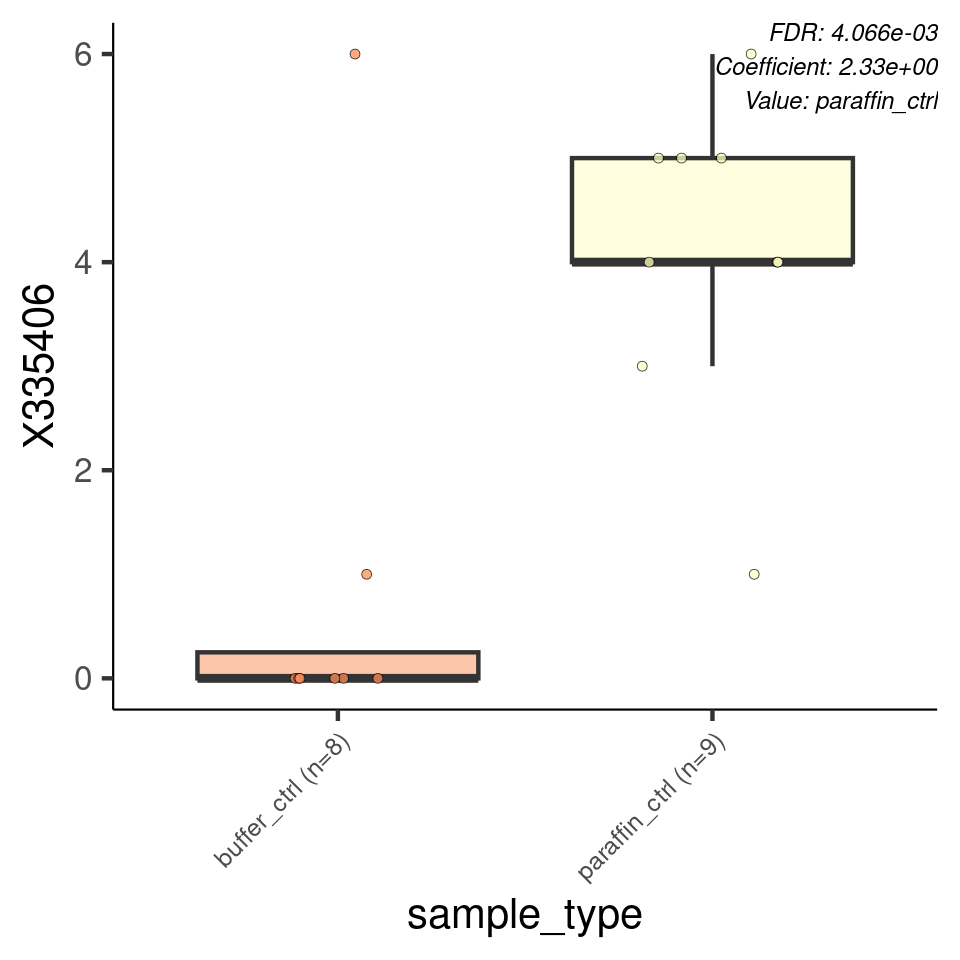 FDR: 4.066e-03
Coefficient: 2.33e+00
Value: paraffin_ctrl
6
4
2
0
X335406
buffer_ctrl (n=8)
paraffin_ctrl (n=9)
sample_type